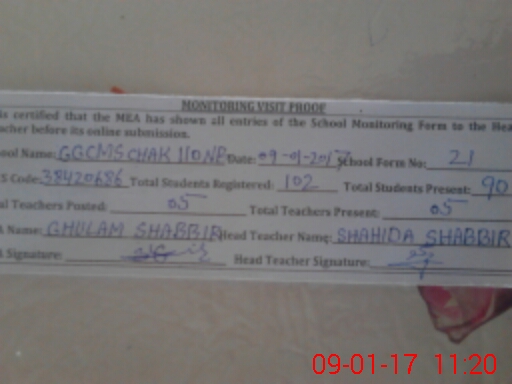 MONITORING VISIT PROOF
is certified that the MEA has shown all entries of the School Monitoring Form to the Hea
acher before its online submission.
ool Name: GGCMS CHAK 11ONE Date: 09-01-2017 School Form No: 21
S Code: 38420686 Total Students Registered: 102 Total Students Present: 90
al Teachers Posted: 05 Total Teachers Present: 05
A Name: GHULAM SHABBIR Head Teacher Name: SHAHIDA SHABBIR
Signature: Head Teacher Signature:
09-01-17 11:20